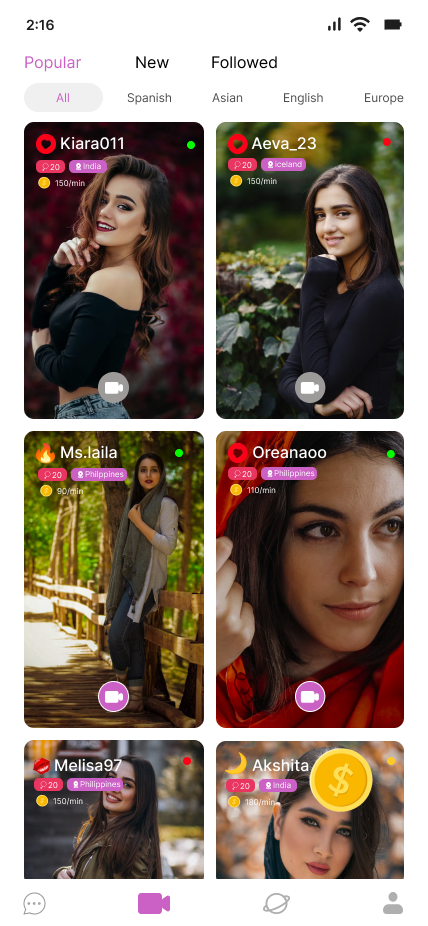 2:16
Popular New Followed
All Spanish Asian English Europe
Kiara011
20 India
150/min
Aeva_23
20 iceland
150/min
Ms.laila
20 Philppines
90/min
Oreanaoo
20 Philippines
110/min
Melisa97
20 Philippines
150/min
Akshita
20 India
180/min
$